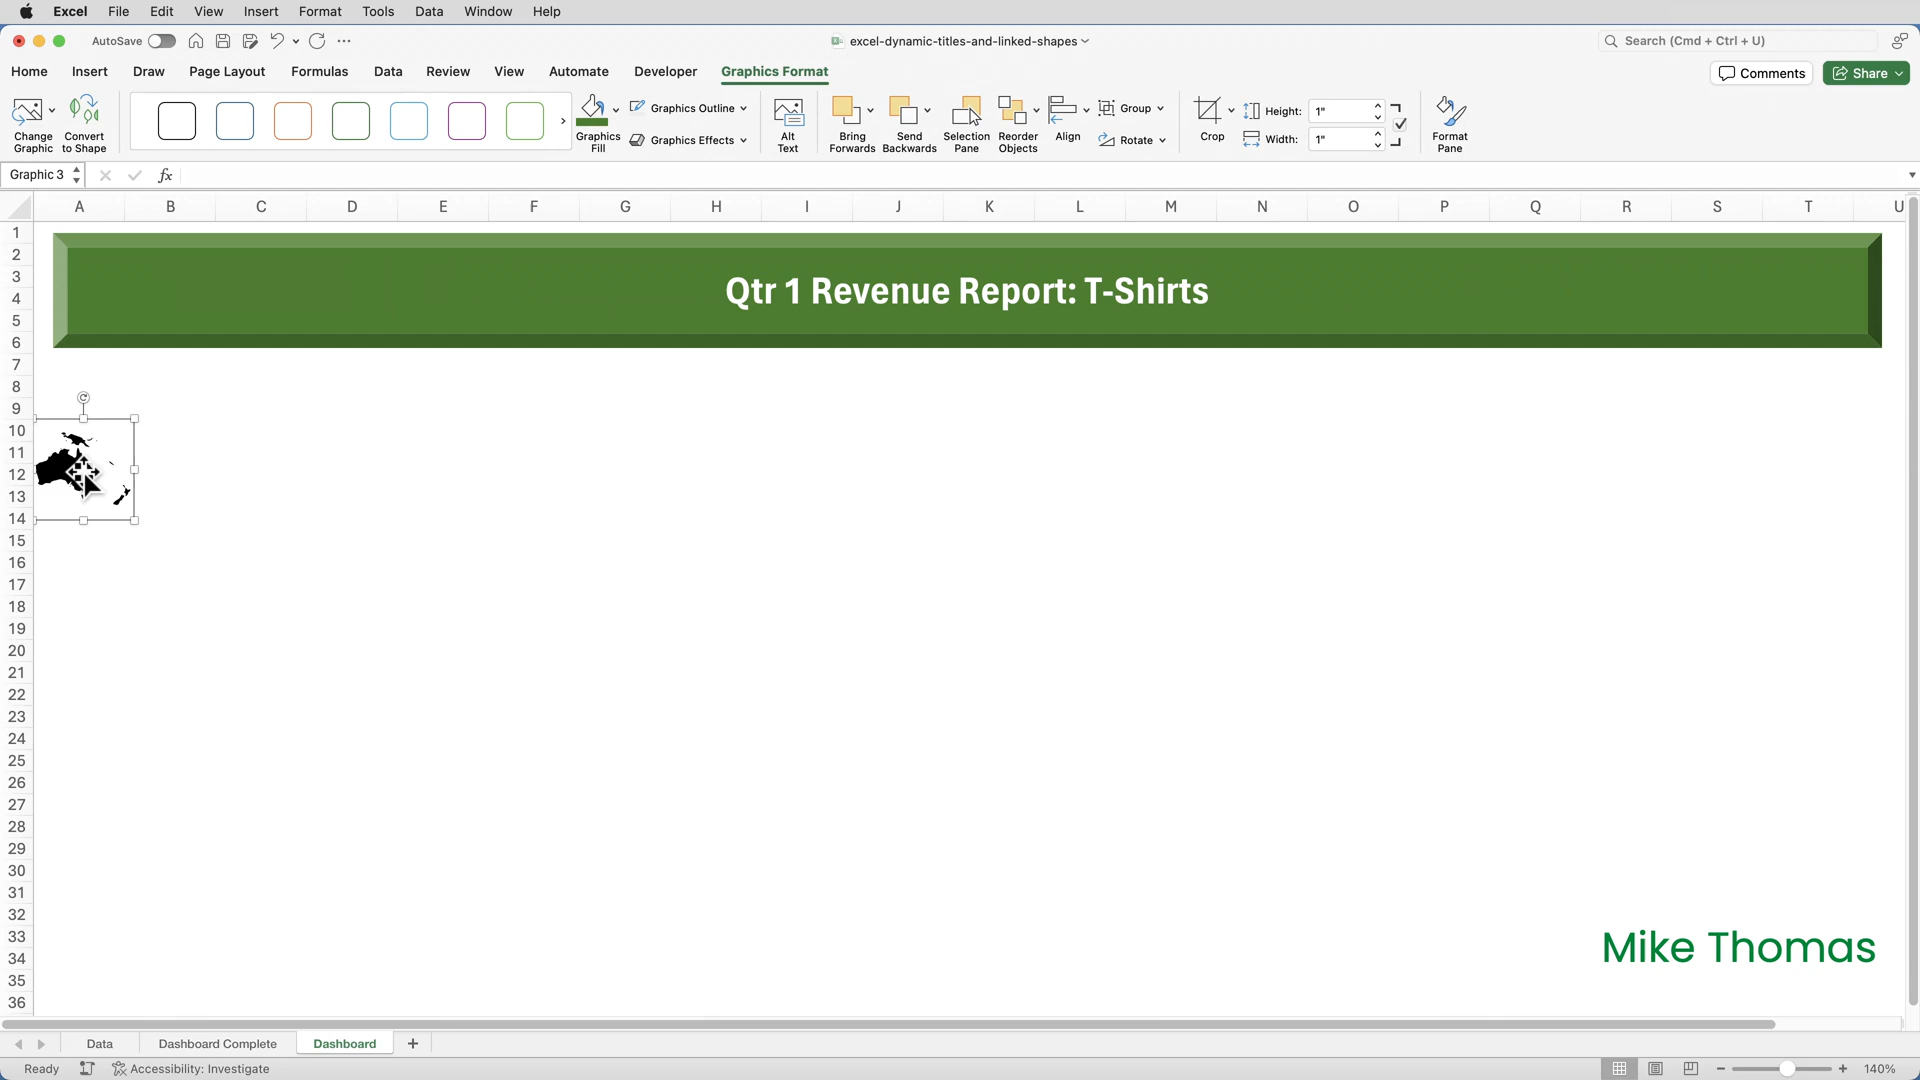 Excel File Edit View Insert Format Tools Data Window Help
AutoSave excel-dynamic-titles-and-linked-shapes Search (Cmd + Ctrl + U)
Home Insert Draw Page Layout Formulas Data Review View Automate Developer Graphics Format Comments Share
Change Graphic
Convert to Shape
Graphics Fill
Graphics Outline
Graphics Effects
Alt Text
Bring Forwards
Send Backwards
Selection Pane
Reorder Objects
Align
Group
Rotate
Crop
Height: 1"
Width: 1"
Format Pane
Graphic 3 fx
A B C D E F G H I J K L M N O P Q R S T U
1
2
3
4
5
6
7
8
9
10
11
12
13
14
15
16
17
18
19
20
21
22
23
24
25
26
27
28
29
30
31
32
33
34
35
36
Qtr 1 Revenue Report: T-Shirts
Mike Thomas
Data Dashboard Complete Dashboard
Ready Accessibility: Investigate 140%